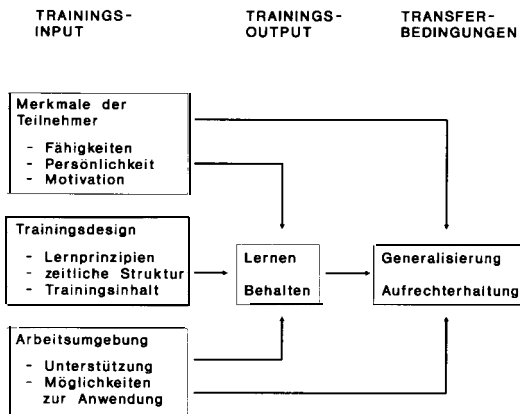 TRAININGS-
INPUT
TRAININGS-
OUTPUT
TRANSFER-
BEDINGUNGEN
Merkmale der
Teilnehmer
- Fähigkeiten
- Persönlichkeit
- Motivation
Trainingsdesign
- Lernprinzipien
- zeitliche Struktur
- Trainingsinhalt
Lernen
Behalten
Generalisierung
Aufrechterhaltung
Arbeitsumgebung
- Unterstützung
- Möglichkeiten
zur Anwendung